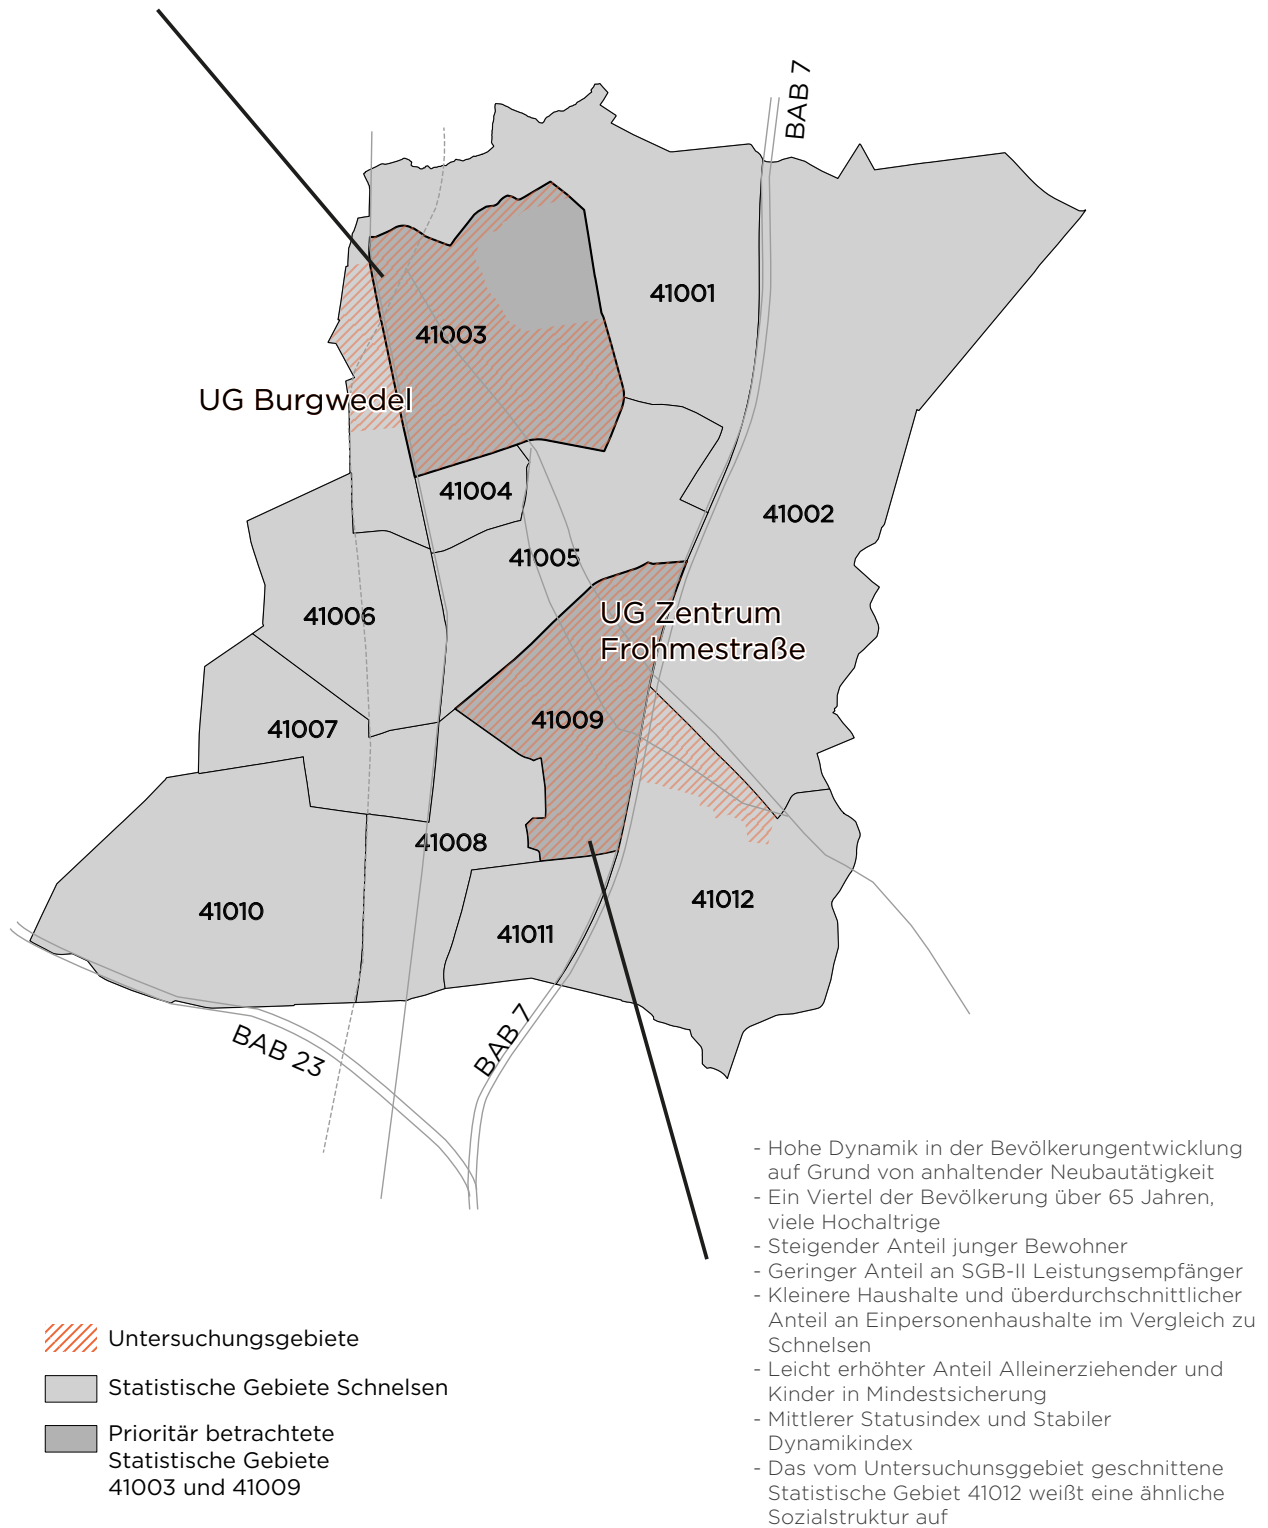 BAB 7
41001
41003
UG Burgwedel
41004
41002
41005
41006
UG Zentrum
Frohmestraße
41009
41007
41008
41012
41010
41011
BAB 23
BAB 7
- Hohe Dynamik in der Bevölkerungentwicklung
auf Grund von anhaltender Neubautätigkeit
- Ein Viertel der Bevölkerung über 65 Jahren,
viele Hochaltrige
- Steigender Anteil junger Bewohner
- Geringer Anteil an SGB-II Leistungsempfänger
- Kleinere Haushalte und überdurchschnittlicher
Anteil an Einpersonenhaushalte im Vergleich zu
Schnelsen
- Leicht erhöhter Anteil Alleinerziehender und
Kinder in Mindestsicherung
- Mittlerer Statusindex und Stabiler
Dynamikindex
- Das vom Untersuchunsggebiet geschnittene
Statistische Gebiet 41012 weißt eine ähnliche
Sozialstruktur auf
Untersuchungsgebiete
Statistische Gebiete Schnelsen
Prioritär betrachtete
Statistische Gebiete
41003 und 41009